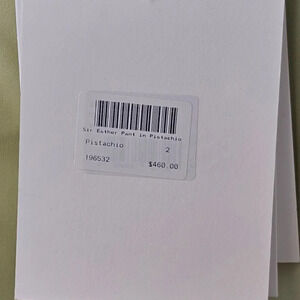 Sir Esther Pant in Pistachio
Pistachio 2
196532 $460.00